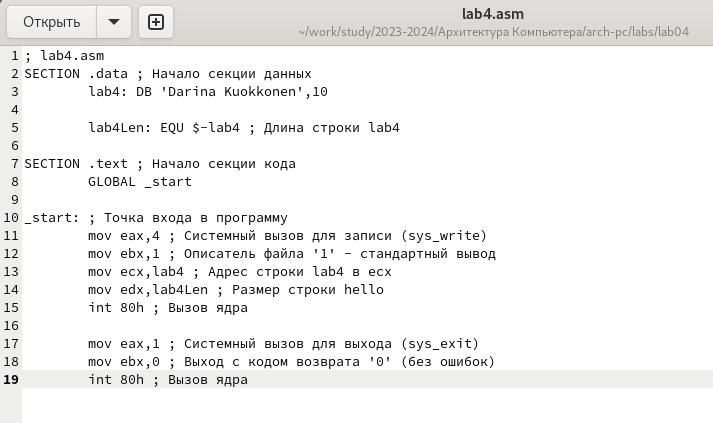 Открыть
lab4.asm
~/work/study/2023-2024/Архитектура Компьютера/arch-pc/labs/lab04
1 ; lab4.asm
2 SECTION .data ; Начало секции данных
3         lab4: DB 'Darina Kuokkonen',10
4
5         lab4Len: EQU $-lab4 ; Длина строки lab4
6
7 SECTION .text ; Начало секции кода
8         GLOBAL _start
9
10 _start: ; Точка входа в программу
11         mov eax,4 ; Системный вызов для записи (sys_write)
12         mov ebx,1 ; Описатель файла '1' - стандартный вывод
13         mov ecx,lab4 ; Адрес строки lab4 в ecx
14         mov edx,lab4Len ; Размер строки hello
15         int 80h ; Вызов ядра
16
17         mov eax,1 ; Системный вызов для выхода (sys_exit)
18         mov ebx,0 ; Выход с кодом возврата '0' (без ошибок)
19         int 80h ; Вызов ядра